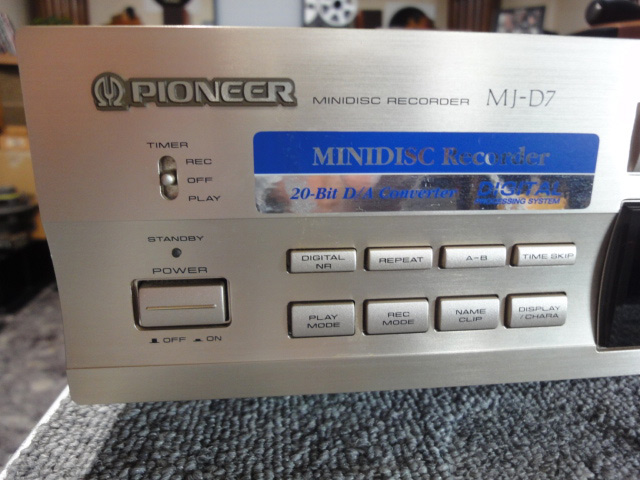 PIONEER MINIDISC RECORDER MJ-D7
TIMER
REC
OFF
PLAY
MINIDISC Recorder
20-Bit D/A Converter DIGITAL
PROCESSING SYSTEM
STANDBY
POWER
OFF ON
DIGITAL
NR
REPEAT
A-B
TIME SKIP
PLAY
MODE
REC
MODE
NAME
CLIP
DISPLAY
/CHARA